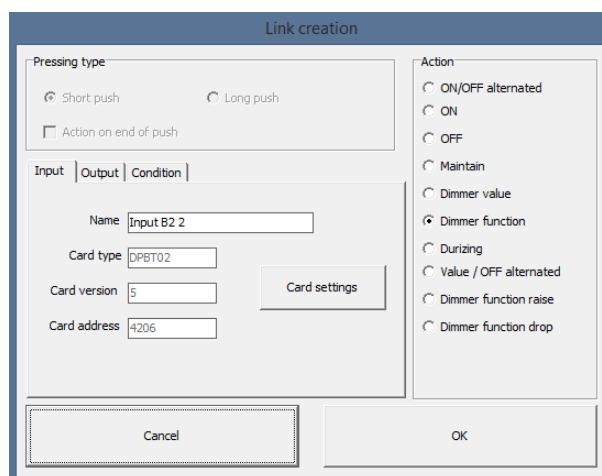 Link creation
Pressing type
Short push Long push
Action on end of push
Input Output Condition
Name Input B2 2
Card type DPBT02
Card version 5
Card address 4206
Card settings
Action
ON/OFF alternated
ON
OFF
Maintain
Dimmer value
Dimmer function
Durizing
Value / OFF alternated
Dimmer function raise
Dimmer function drop
Cancel
OK